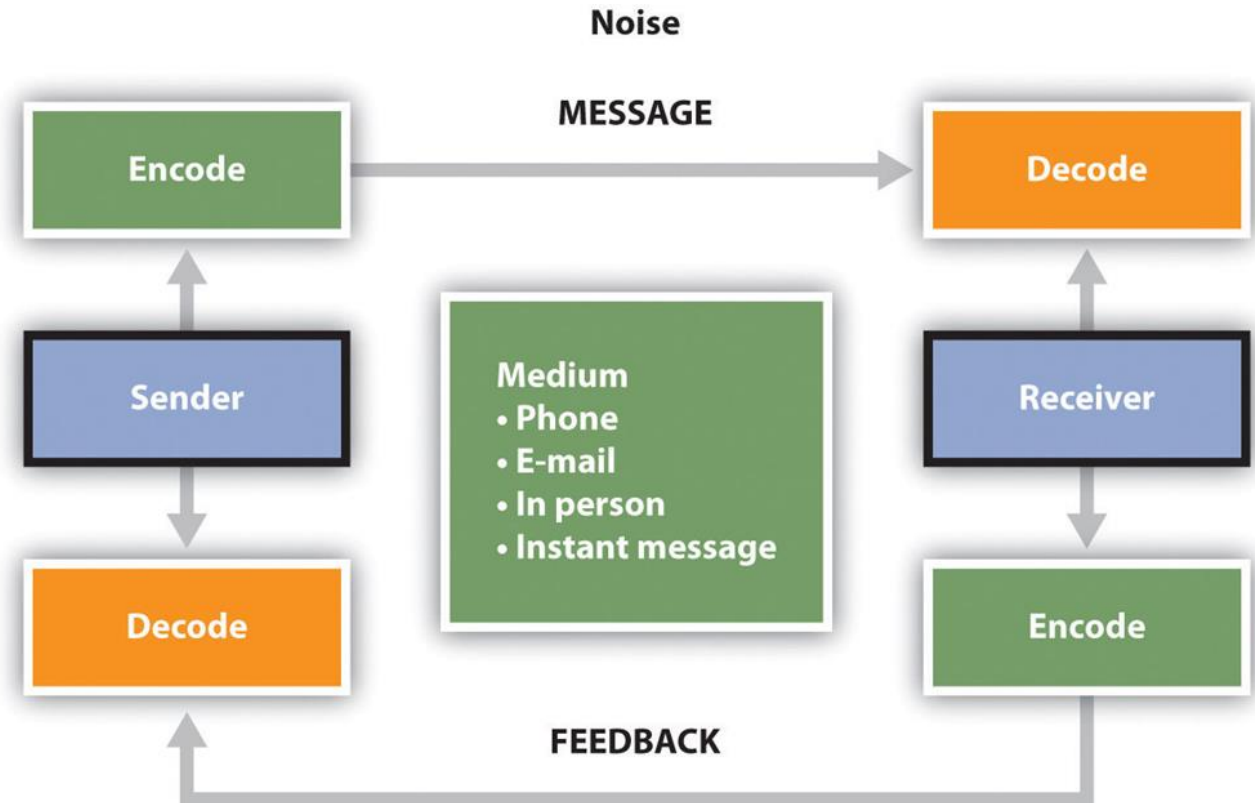 Noise
MESSAGE
Encode
Decode
Sender
Medium
• Phone
• E-mail
• In person
• Instant message
Receiver
Decode
Encode
FEEDBACK